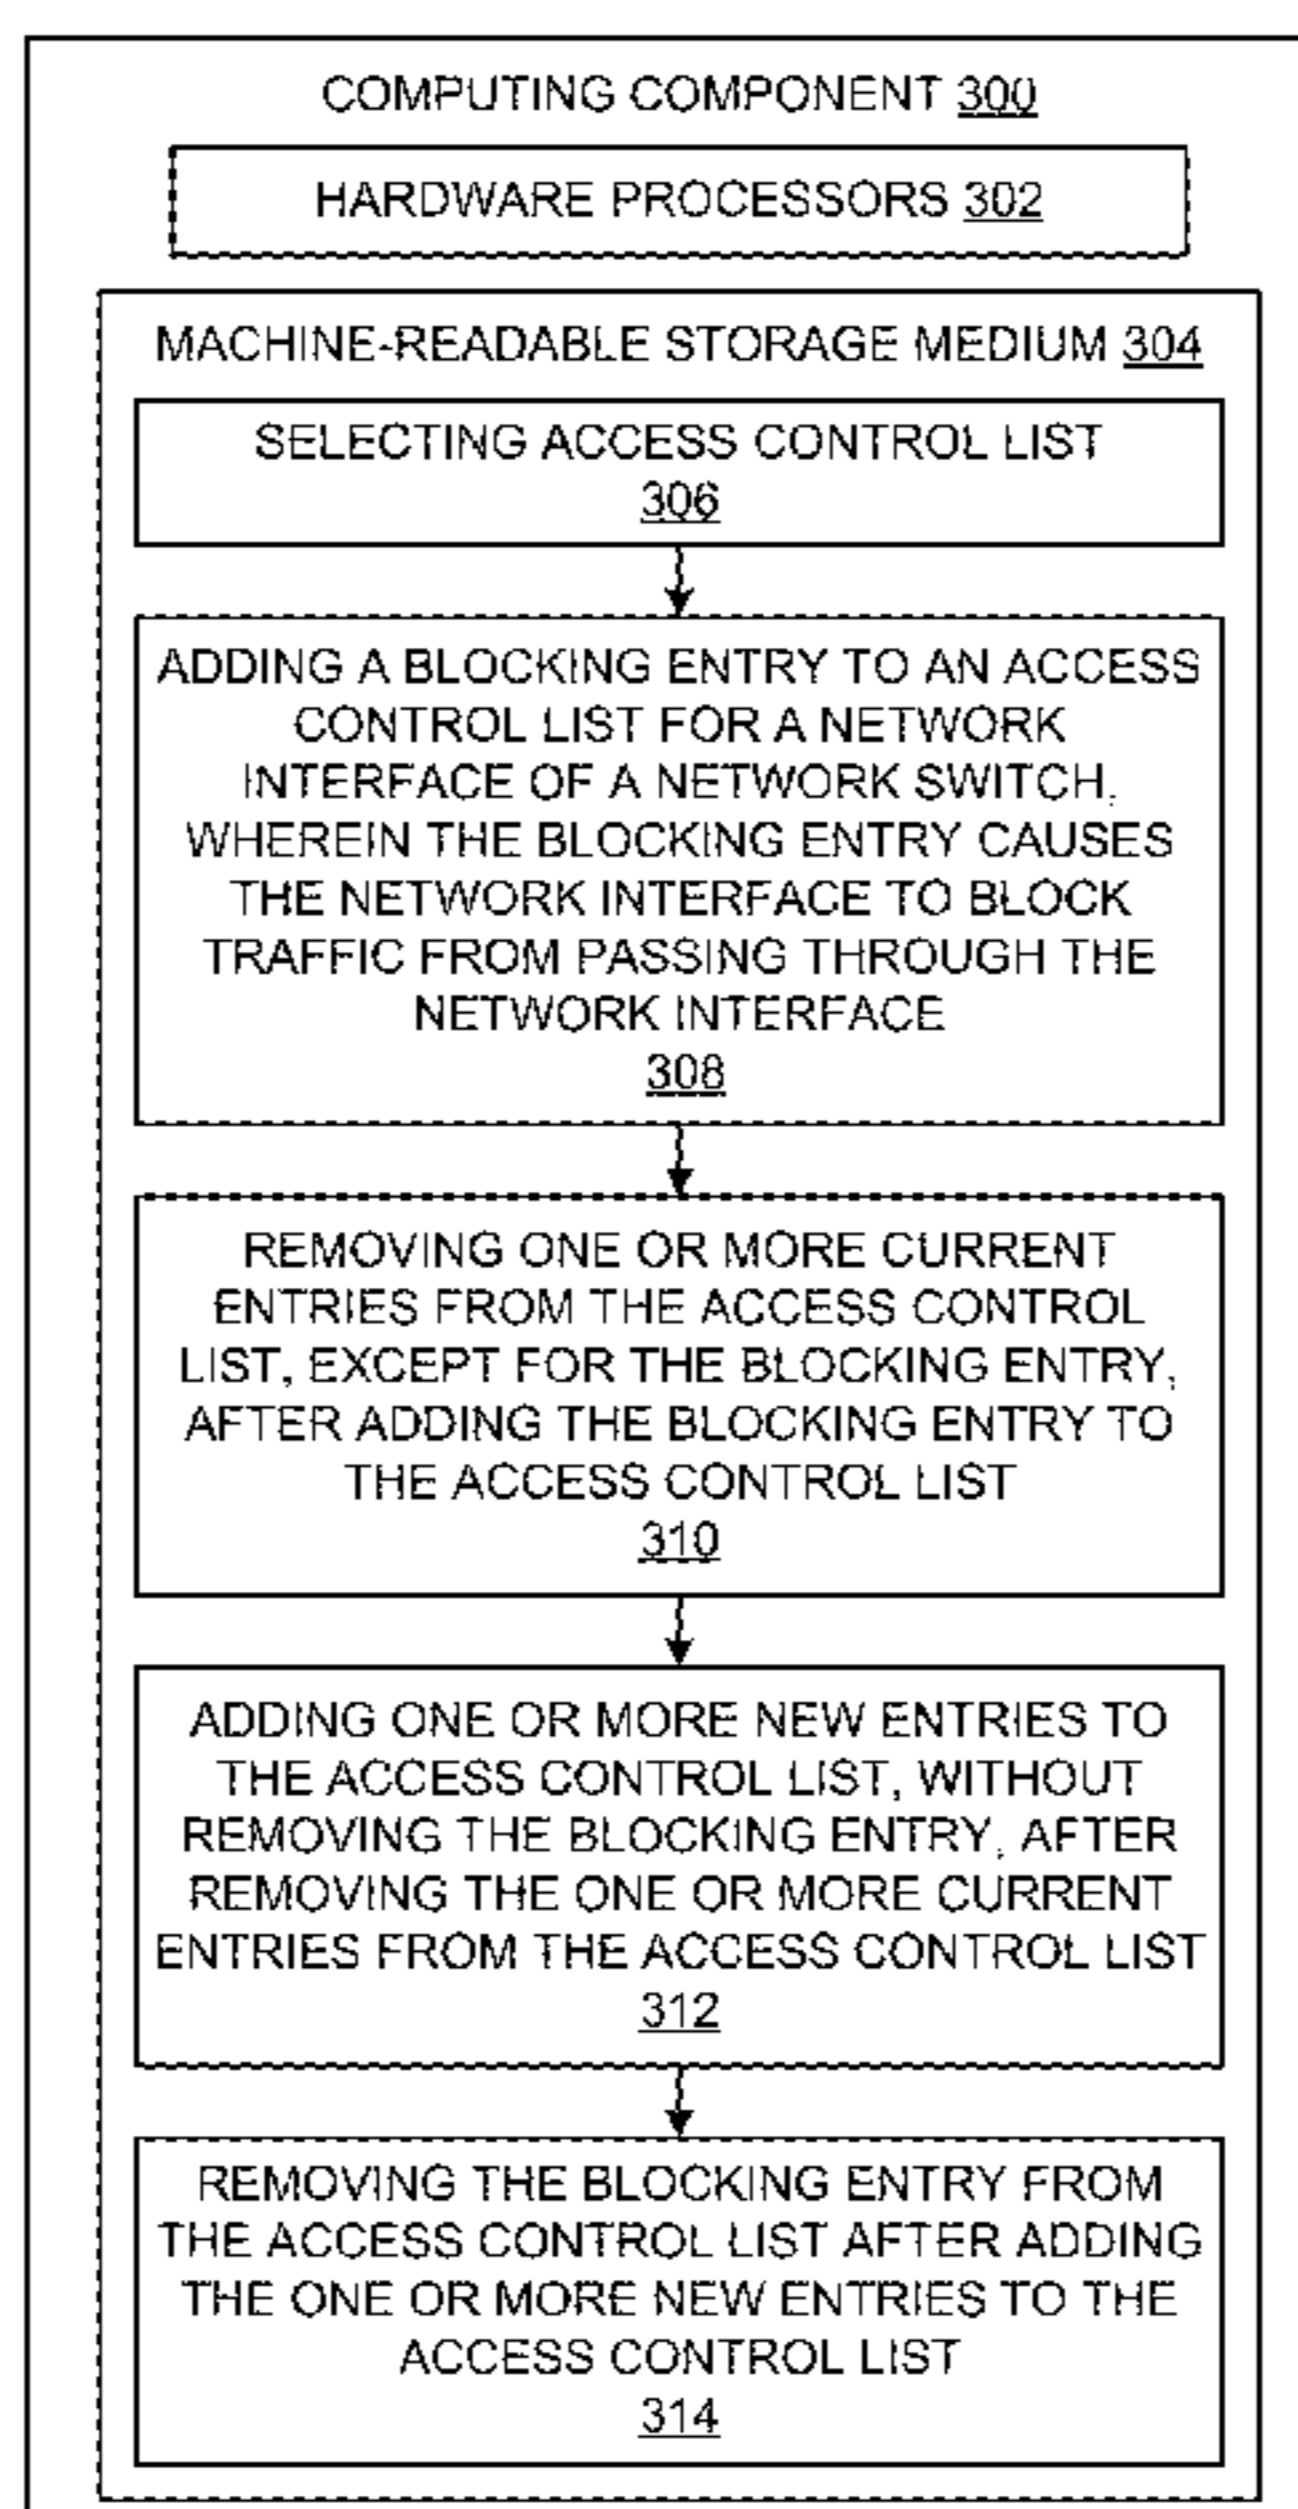 COMPUTING COMPONENT 300
HARDWARE PROCESSORS 302
MACHINE-READABLE STORAGE MEDIUM 304
SELECTING ACCESS CONTROL LIST
306
ADDING A BLOCKING ENTRY TO AN ACCESS
CONTROL LIST FOR A NETWORK
INTERFACE OF A NETWORK SWITCH,
WHEREIN THE BLOCKING ENTRY CAUSES
THE NETWORK INTERFACE TO BLOCK
TRAFFIC FROM PASSING THROUGH THE
NETWORK INTERFACE
308
REMOVING ONE OR MORE CURRENT
ENTRIES FROM THE ACCESS CONTROL
LIST, EXCEPT FOR THE BLOCKING ENTRY,
AFTER ADDING THE BLOCKING ENTRY TO
THE ACCESS CONTROL LIST
310
ADDING ONE OR MORE NEW ENTRIES TO
THE ACCESS CONTROL LIST, WITHOUT
REMOVING THE BLOCKING ENTRY, AFTER
REMOVING THE ONE OR MORE CURRENT
ENTRIES FROM THE ACCESS CONTROL LIST
312
REMOVING THE BLOCKING ENTRY FROM
THE ACCESS CONTROL LIST AFTER ADDING
THE ONE OR MORE NEW ENTRIES TO THE
ACCESS CONTROL LIST
314